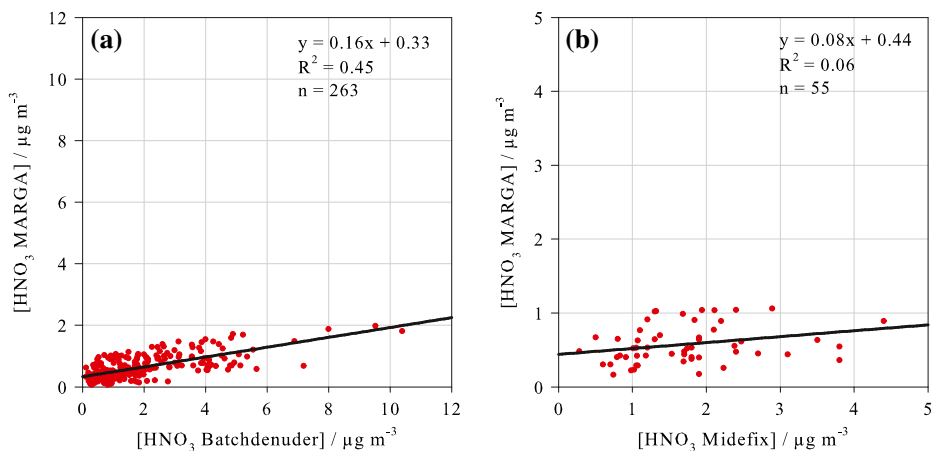 (a)
y = 0.16x + 0.33
R² = 0.45
n = 263
[HNO₃ MARGA] / µg m⁻³
12
10
8
6
4
2
0
0 2 4 6 8 10 12
[HNO₃ Batchdenuder] / µg m⁻³
(b)
y = 0.08x + 0.44
R² = 0.06
n = 55
[HNO₃ MARGA] / µg m⁻³
5
4
3
2
1
0
0 1 2 3 4 5
[HNO₃ Midefix] / µg m⁻³